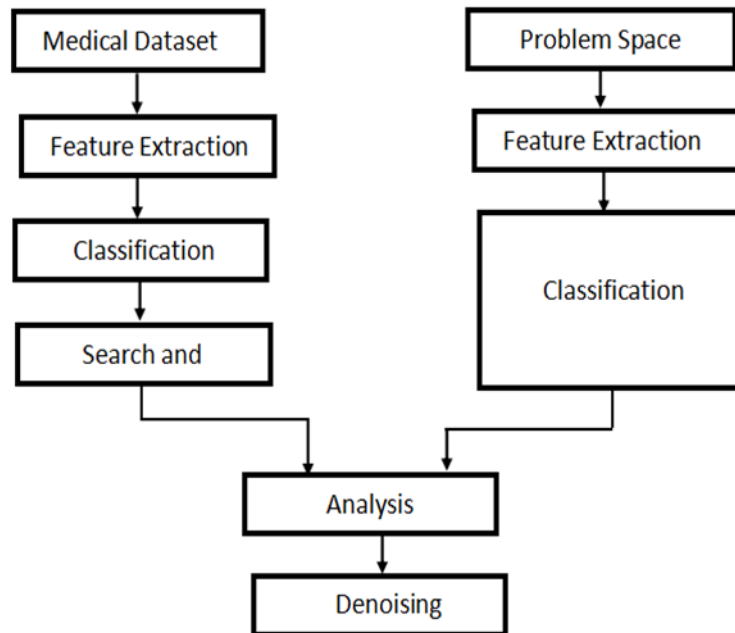 Medical Dataset
Feature Extraction
Classification
Search and
Problem Space
Feature Extraction
Classification
Analysis
Denoising